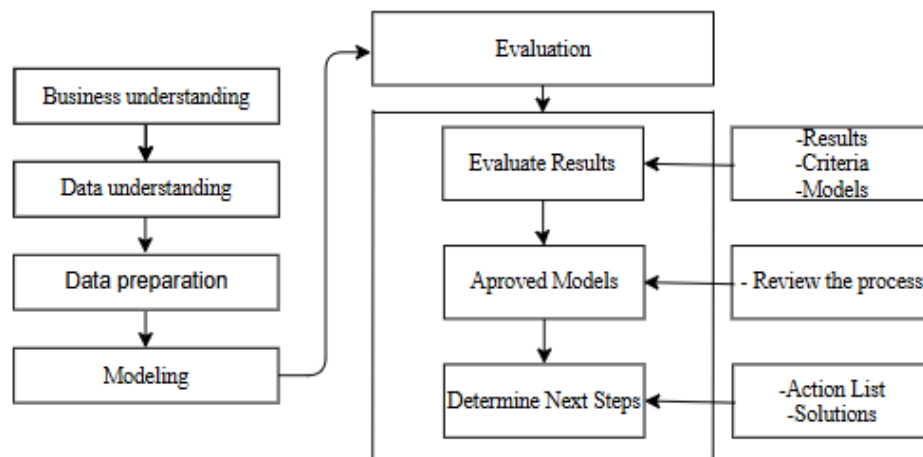 Business understanding
Data understanding
Data preparation
Modeling
Evaluation
Evaluate Results
-Results
-Criteria
-Models
Aproved Models
- Review the process
Determine Next Steps
-Action List
-Solutions